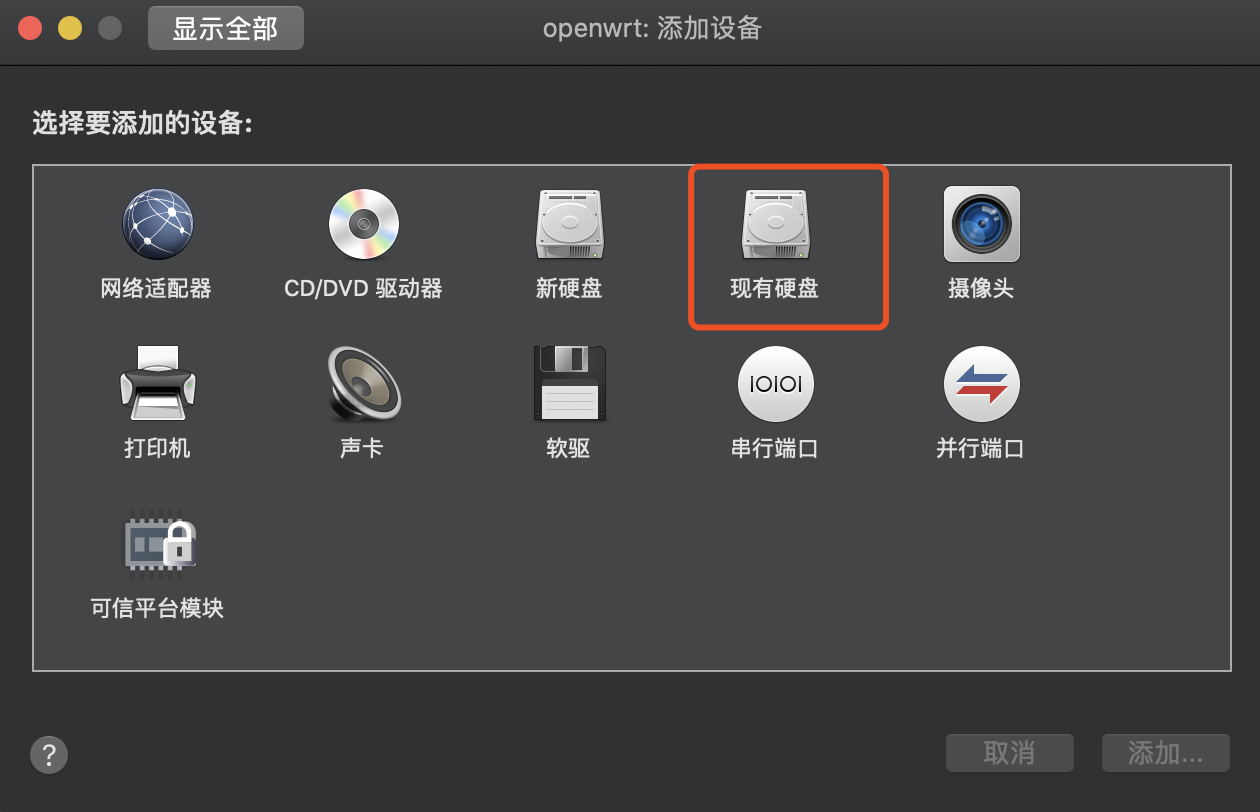 显示全部
openwrt: 添加设备
选择要添加的设备:
网络适配器
CD/DVD 驱动器
新硬盘
现有硬盘
摄像头
打印机
声卡
软驱
IOIOI
串行端口
并行端口
可信平台模块
?
取消
添加...